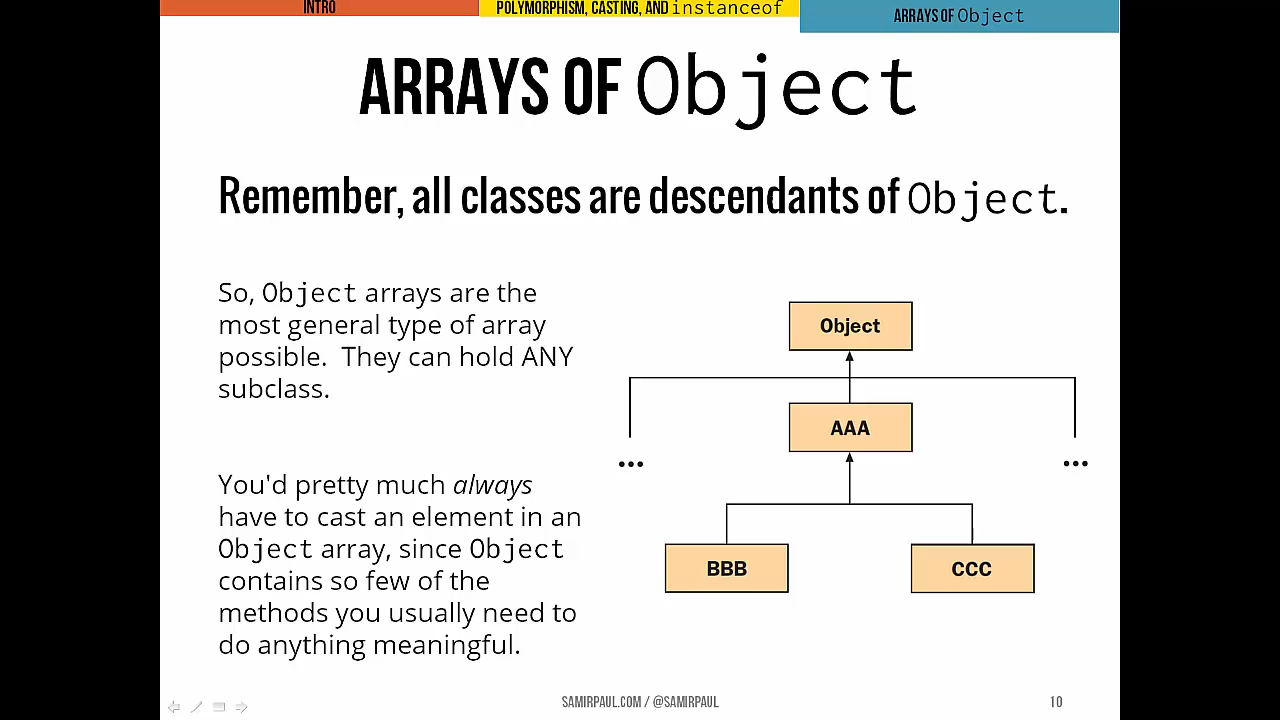 INTRO
POLYMORPHISM, CASTING, AND instanceof
ARRAYS OF Object
ARRAYS OF Object
Remember, all classes are descendants of Object.
So, Object arrays are the
most general type of array
possible. They can hold ANY
subclass.
You'd pretty much always
have to cast an element in an
Object array, since Object
contains so few of the
methods you usually need to
do anything meaningful.
Object
AAA
...
...
BBB
CCC
SAMIRPAUL.COM / @SAMIRPAUL
10